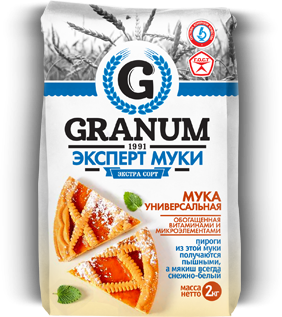 ГОСТ
G
GRANUM
1991
ЭКСПЕРТ МУКИ
ЭКСТРА СОРТ
МУКА
УНИВЕРСАЛЬНАЯ
ОБОГАЩЕННАЯ
ВИТАМИНАМИ И
МИКРОЭЛЕМЕНТАМИ
ПИРОГИ
ИЗ ЭТОЙ МУКИ
ПОЛУЧАЮТСЯ
ПЫШНЫМИ,
А МЯКИШ ВСЕГДА
СНЕЖНО-БЕЛЫЙ
масса
нетто 2кг